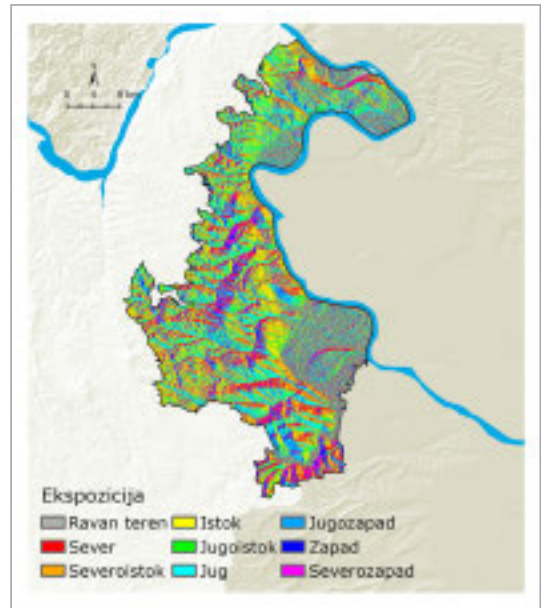 Ekspozicija
Ravan teren Istok Jugozapad
Sever Jugoistok Zapad
Severoistok Jug Severozapad